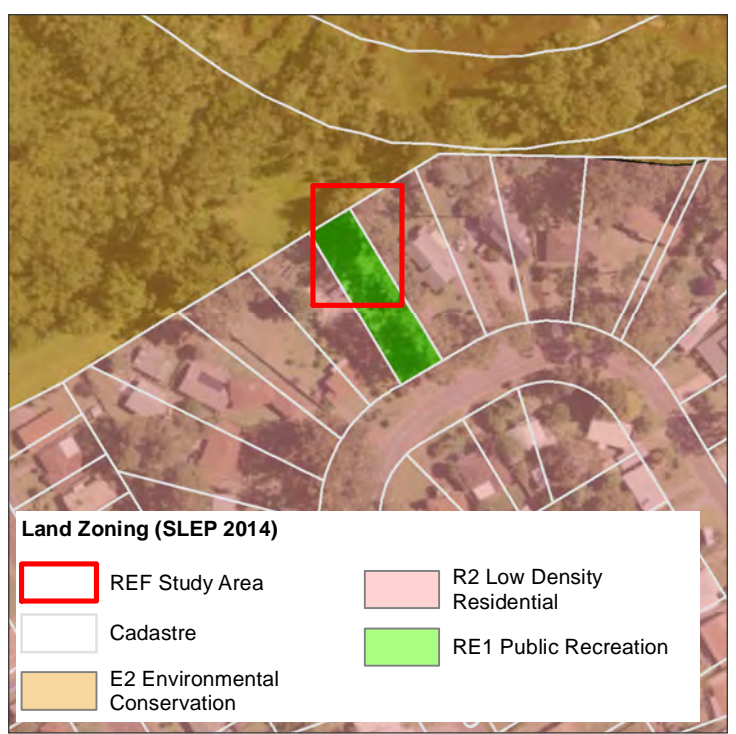 Land Zoning (SLEP 2014)
REF Study Area
Cadastre
E2 Environmental
Conservation
R2 Low Density
Residential
RE1 Public Recreation